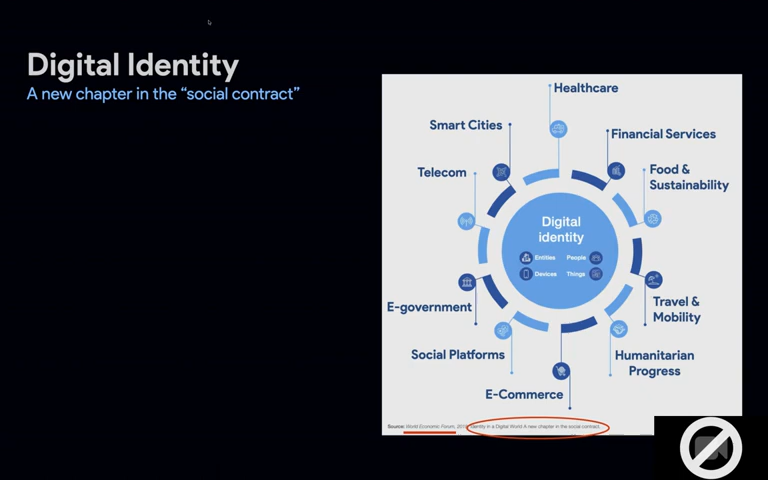 Digital Identity
A new chapter in the “social contract”
Healthcare
Smart Cities
Financial Services
Telecom
Food &
Sustainability
Digital
identity
Entities People
Devices Things
E-government
Travel &
Mobility
Social Platforms
Humanitarian
Progress
E-Commerce
Source: World Economic Forum, Identity in a Digital World A new chapter in the social contract